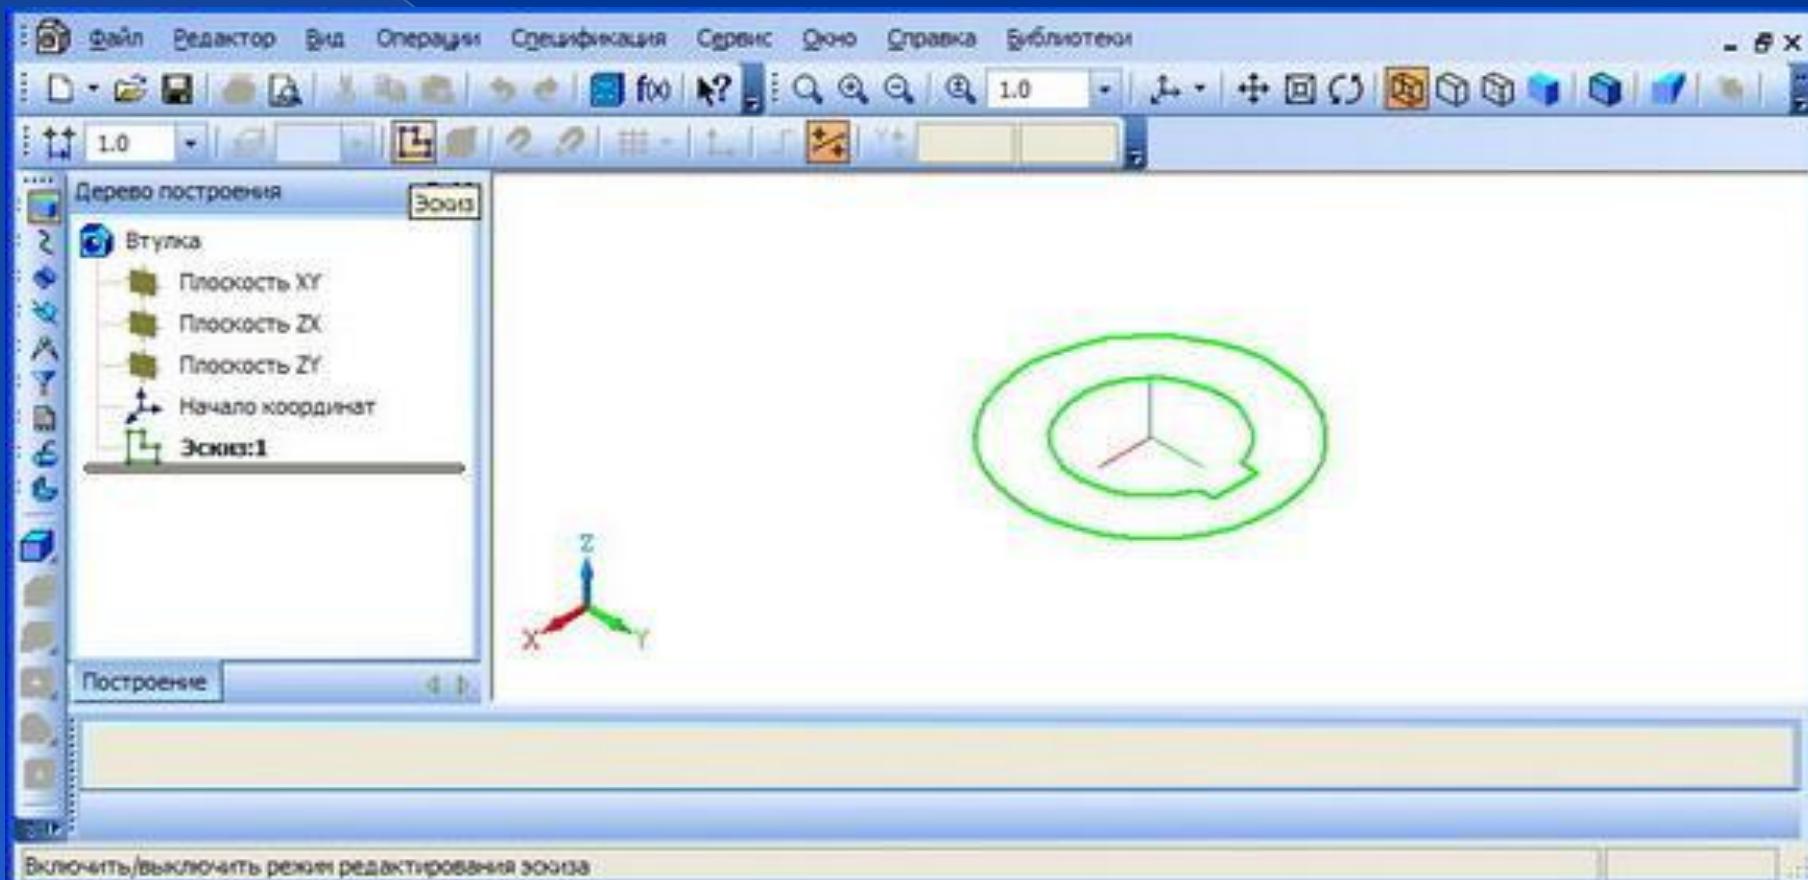 Файл Редактор Вид Операции Спецификация Сервис Окно Справка Библиотеки
f(x) 1.0
1.0
Дерево построения
Эскиз
Втулка
Плоскость XY
Плоскость ZX
Плоскость ZY
Начало координат
Эскиз:1
Z
X Y
Построение
Включить/выключить режим редактирования эскиза